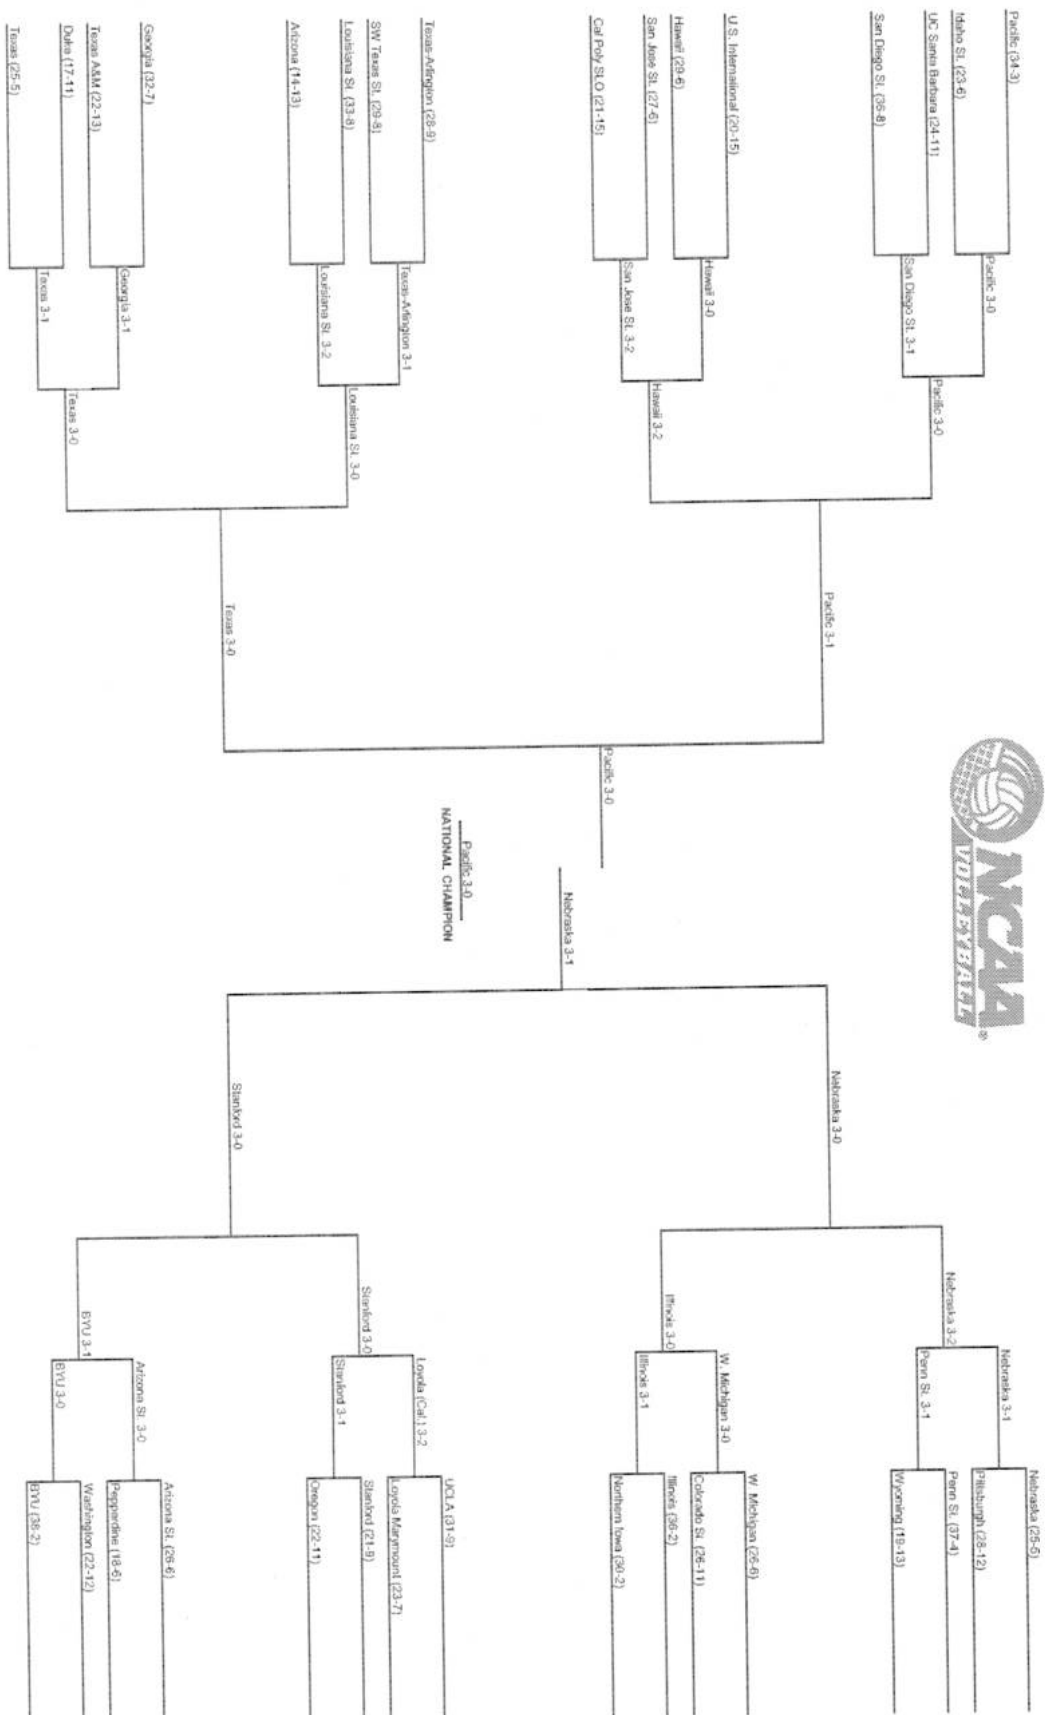 NCAA®
VOLLEYBALL
Pacific (34-3)
Idaho St. (23-6)
UC Santa Barbara (24-11)
San Diego St. (36-8)
U.S. International (20-15)
Hawaii (29-6)
San Jose St. (27-6)
Cal Poly SLO (21-15)
Texas-Arlington (28-9)
SW Texas St. (29-8)
Louisiana St. (33-8)
Arizona (14-13)
Georgia (32-7)
Texas A&M (22-13)
Duke (17-11)
Texas (25-5)
Pacific 3-0
San Diego St. 3-1
Hawaii 3-0
San Jose St. 3-2
Texas-Arlington 3-1
Louisiana St. 3-2
Georgia 3-1
Texas 3-1
Pacific 3-0
Hawaii 3-2
Louisiana St. 3-0
Texas 3-0
Pacific 3-1
Texas 3-0
Pacific 3-0
Pacific 3-0
NATIONAL CHAMPION
Nebraska 3-1
Nebraska 3-0
Stanford 3-0
Nebraska 3-2
Illinois 3-0
Stanford 3-0
BYU 3-1
Nebraska 3-1
Penn St. 3-1
W. Michigan 3-0
Illinois 3-1
Loyola (Cal.) 3-2
Stanford 3-1
Arizona St. 3-0
BYU 3-0
Nebraska (25-5)
Pittsburgh (28-12)
Penn St. (37-4)
Wyoming (19-13)
W. Michigan (26-6)
Colorado St. (26-11)
Illinois (36-2)
Northern Iowa (30-2)
UCLA (31-9)
Loyola Marymount (23-7)
Stanford (21-9)
Oregon (22-11)
Arizona St. (26-6)
Pepperdine (18-6)
Washington (22-12)
BYU (38-2)